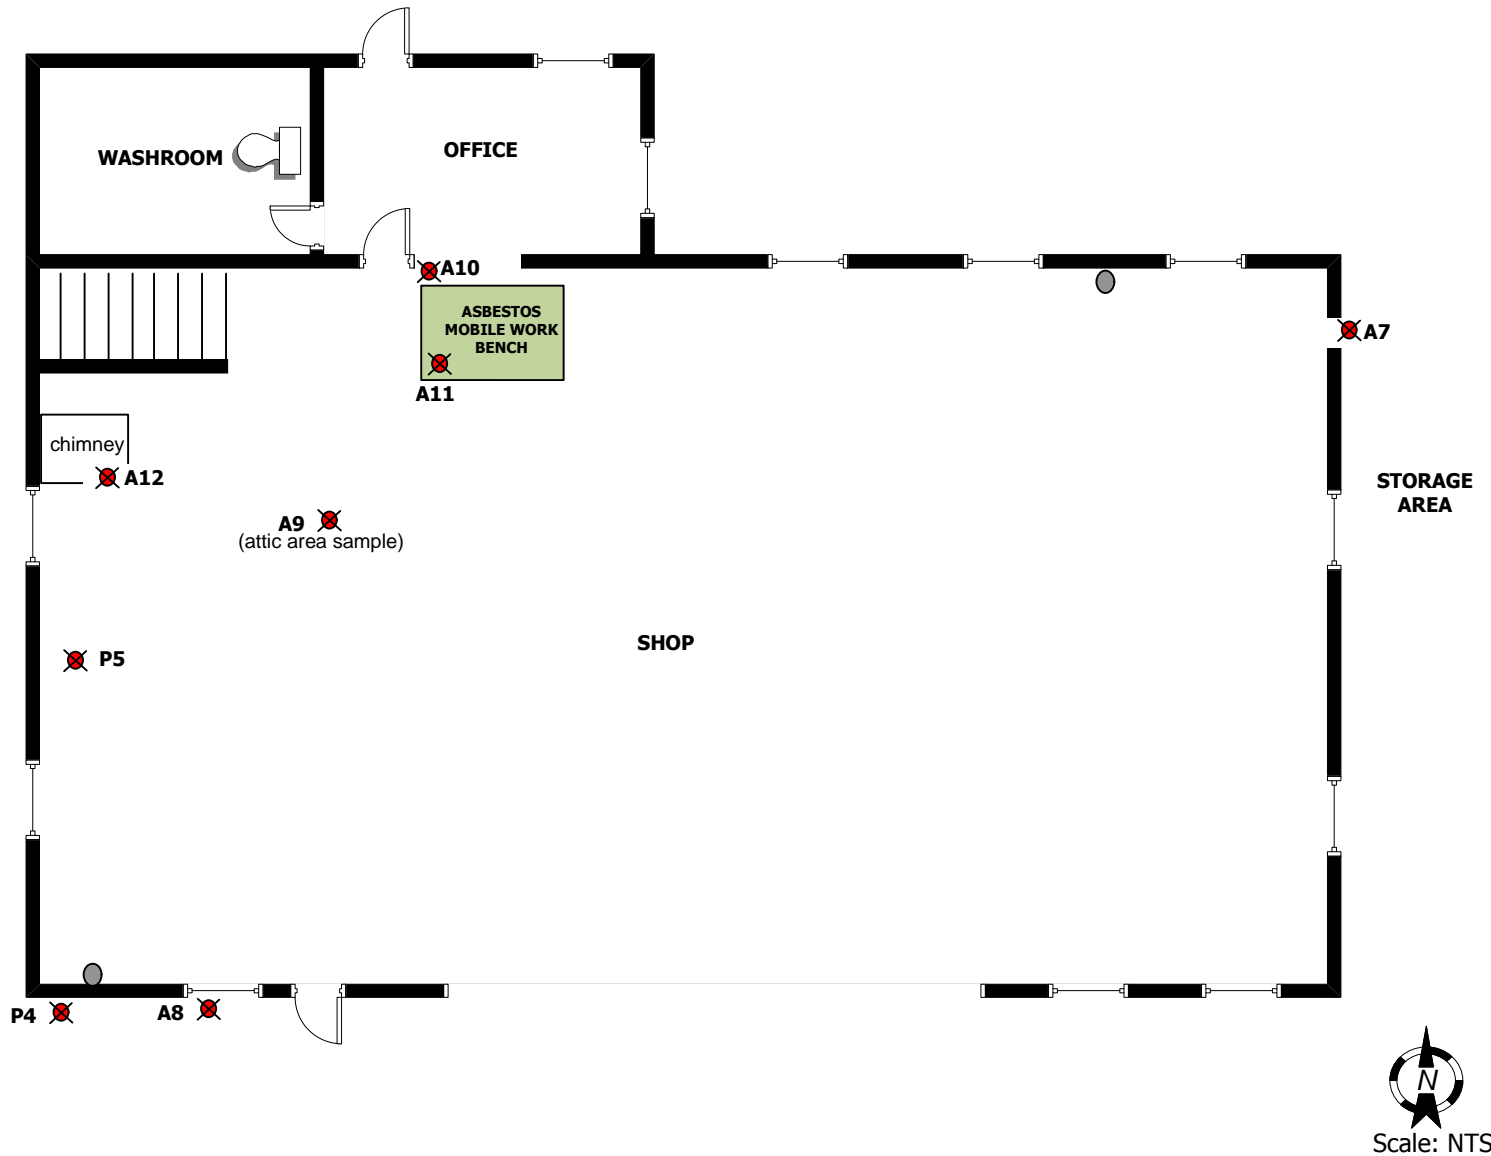 WASHROOM
OFFICE
A10
ASBESTOS
MOBILE WORK
BENCH
A11
A7
chimney
A12
STORAGE
AREA
A9
(attic area sample)
SHOP
P5
P4
A8
N
Scale: NTS